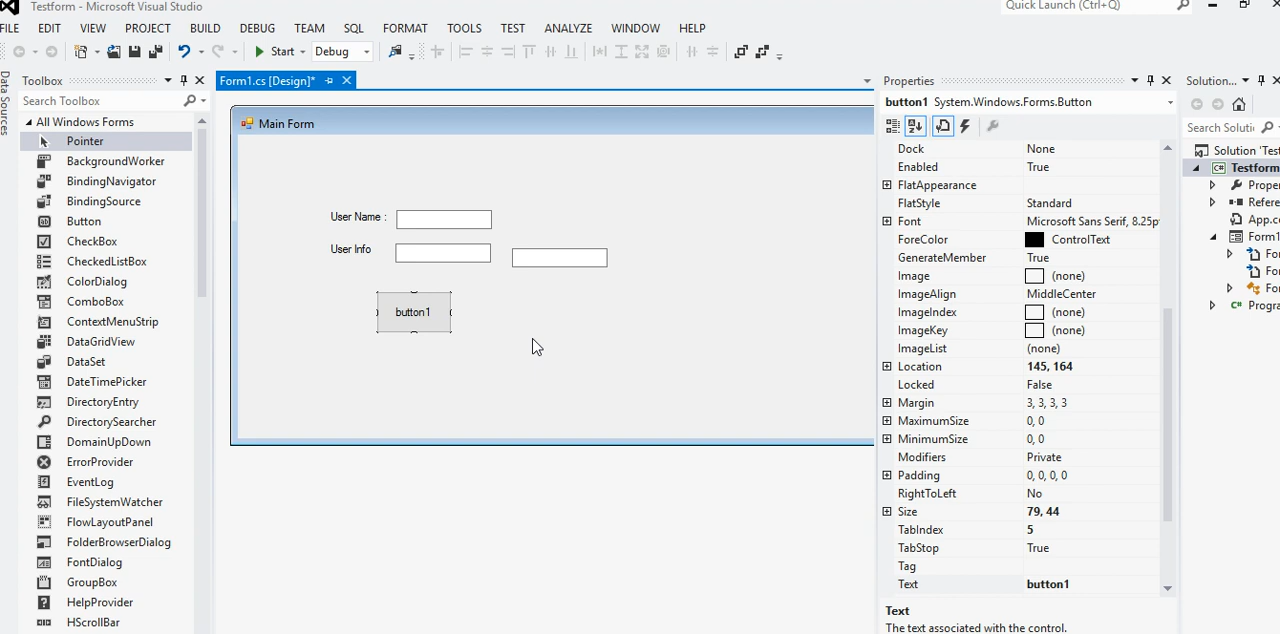 Testform - Microsoft Visual Studio
Quick Launch (Ctrl+Q)
FILE EDIT VIEW PROJECT BUILD DEBUG TEAM SQL FORMAT TOOLS TEST ANALYZE WINDOW HELP
Start Debug
Data Sources
Toolbox
Search Toolbox
All Windows Forms
Pointer
BackgroundWorker
BindingNavigator
BindingSource
Button
CheckBox
CheckedListBox
ColorDialog
ComboBox
ContextMenuStrip
DataGridView
DataSet
DateTimePicker
DirectoryEntry
DirectorySearcher
DomainUpDown
ErrorProvider
EventLog
FileSystemWatcher
FlowLayoutPanel
FolderBrowserDialog
FontDialog
GroupBox
HelpProvider
HScrollBar
Form1.cs [Design]*
Main Form
User Name :
User Info
button1
Properties
button1 System.Windows.Forms.Button
Dock None
Enabled True
FlatAppearance
FlatStyle Standard
Font Microsoft Sans Serif, 8.25p
ForeColor ControlText
GenerateMember True
Image (none)
ImageAlign MiddleCenter
ImageIndex (none)
ImageKey (none)
ImageList (none)
Location 145, 164
Locked False
Margin 3, 3, 3, 3
MaximumSize 0, 0
MinimumSize 0, 0
Modifiers Private
Padding 0, 0, 0, 0
RightToLeft No
Size 79, 44
TabIndex 5
TabStop True
Tag
Text button1
Text
The text associated with the control.
Solution...
Search Soluti
Solution 'Test
C# Testform
Proper
Refere
App.co
Form1
For
For
For
C# Progra